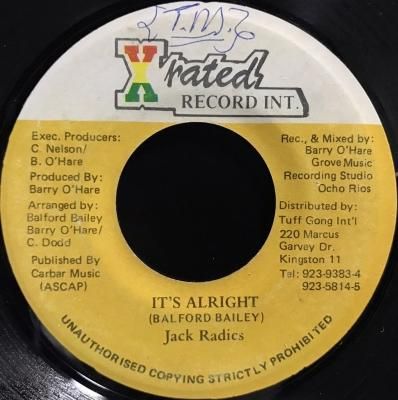 X rated
RECORD INT.
Exec. Producers:
C. Nelson/
B. O'Hare
Produced By:
Barry O'Hare
Arranged by:
Balford Bailey
Barry O'Hare/
C. Dodd
Published By
Carbar Music
(ASCAP)
Rec., & Mixed by:
Barry O'Hare
Grove Music
Recording Studio
Ocho Rios
Distributed by:
Tuff Gong Int'l
220 Marcus
Garvey Dr.
Kingston 11
Tel: 923-9383-4
923-5814-5
IT'S ALRIGHT
(BALFORD BAILEY)
Jack Radics
UNAUTHORISED COPYING STRICTLY PROHIBITED